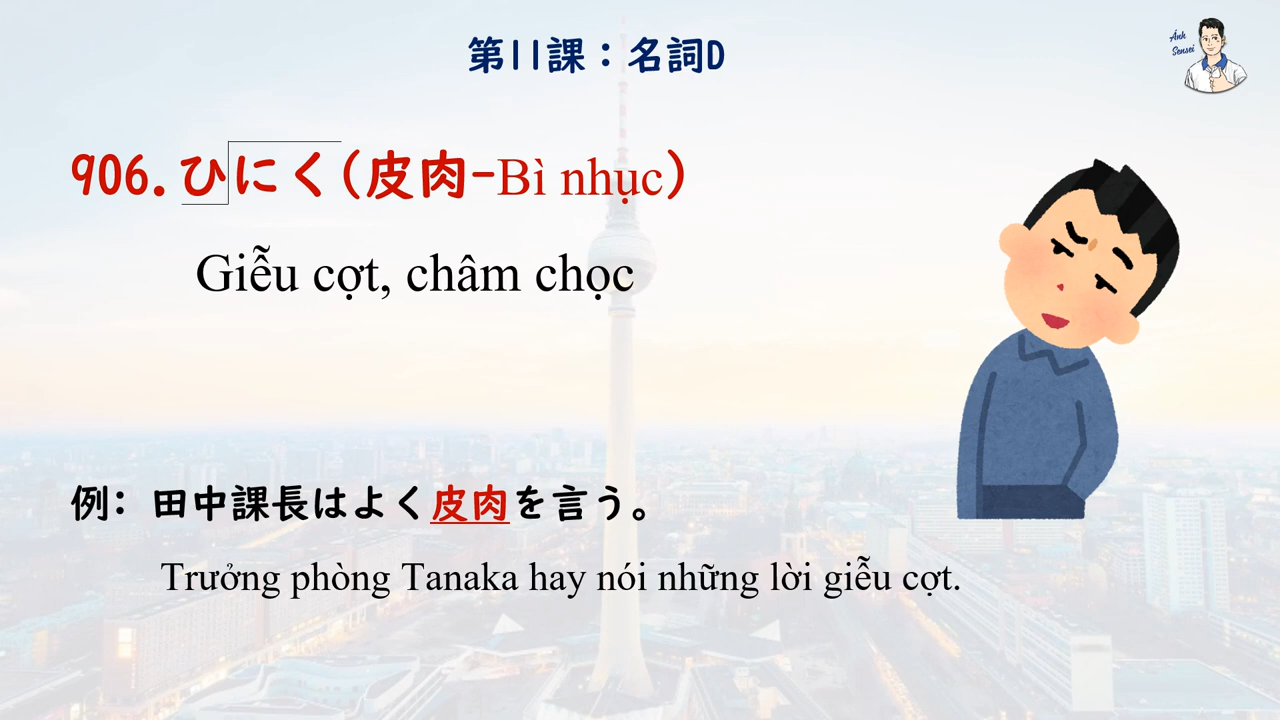 第11課：名詞D
Ánh
Sensei
906. ひにく(皮肉-Bì nhục)
Giễu cợt, châm chọc
例: 田中課長はよく皮肉を言う。
Trưởng phòng Tanaka hay nói những lời giễu cợt.